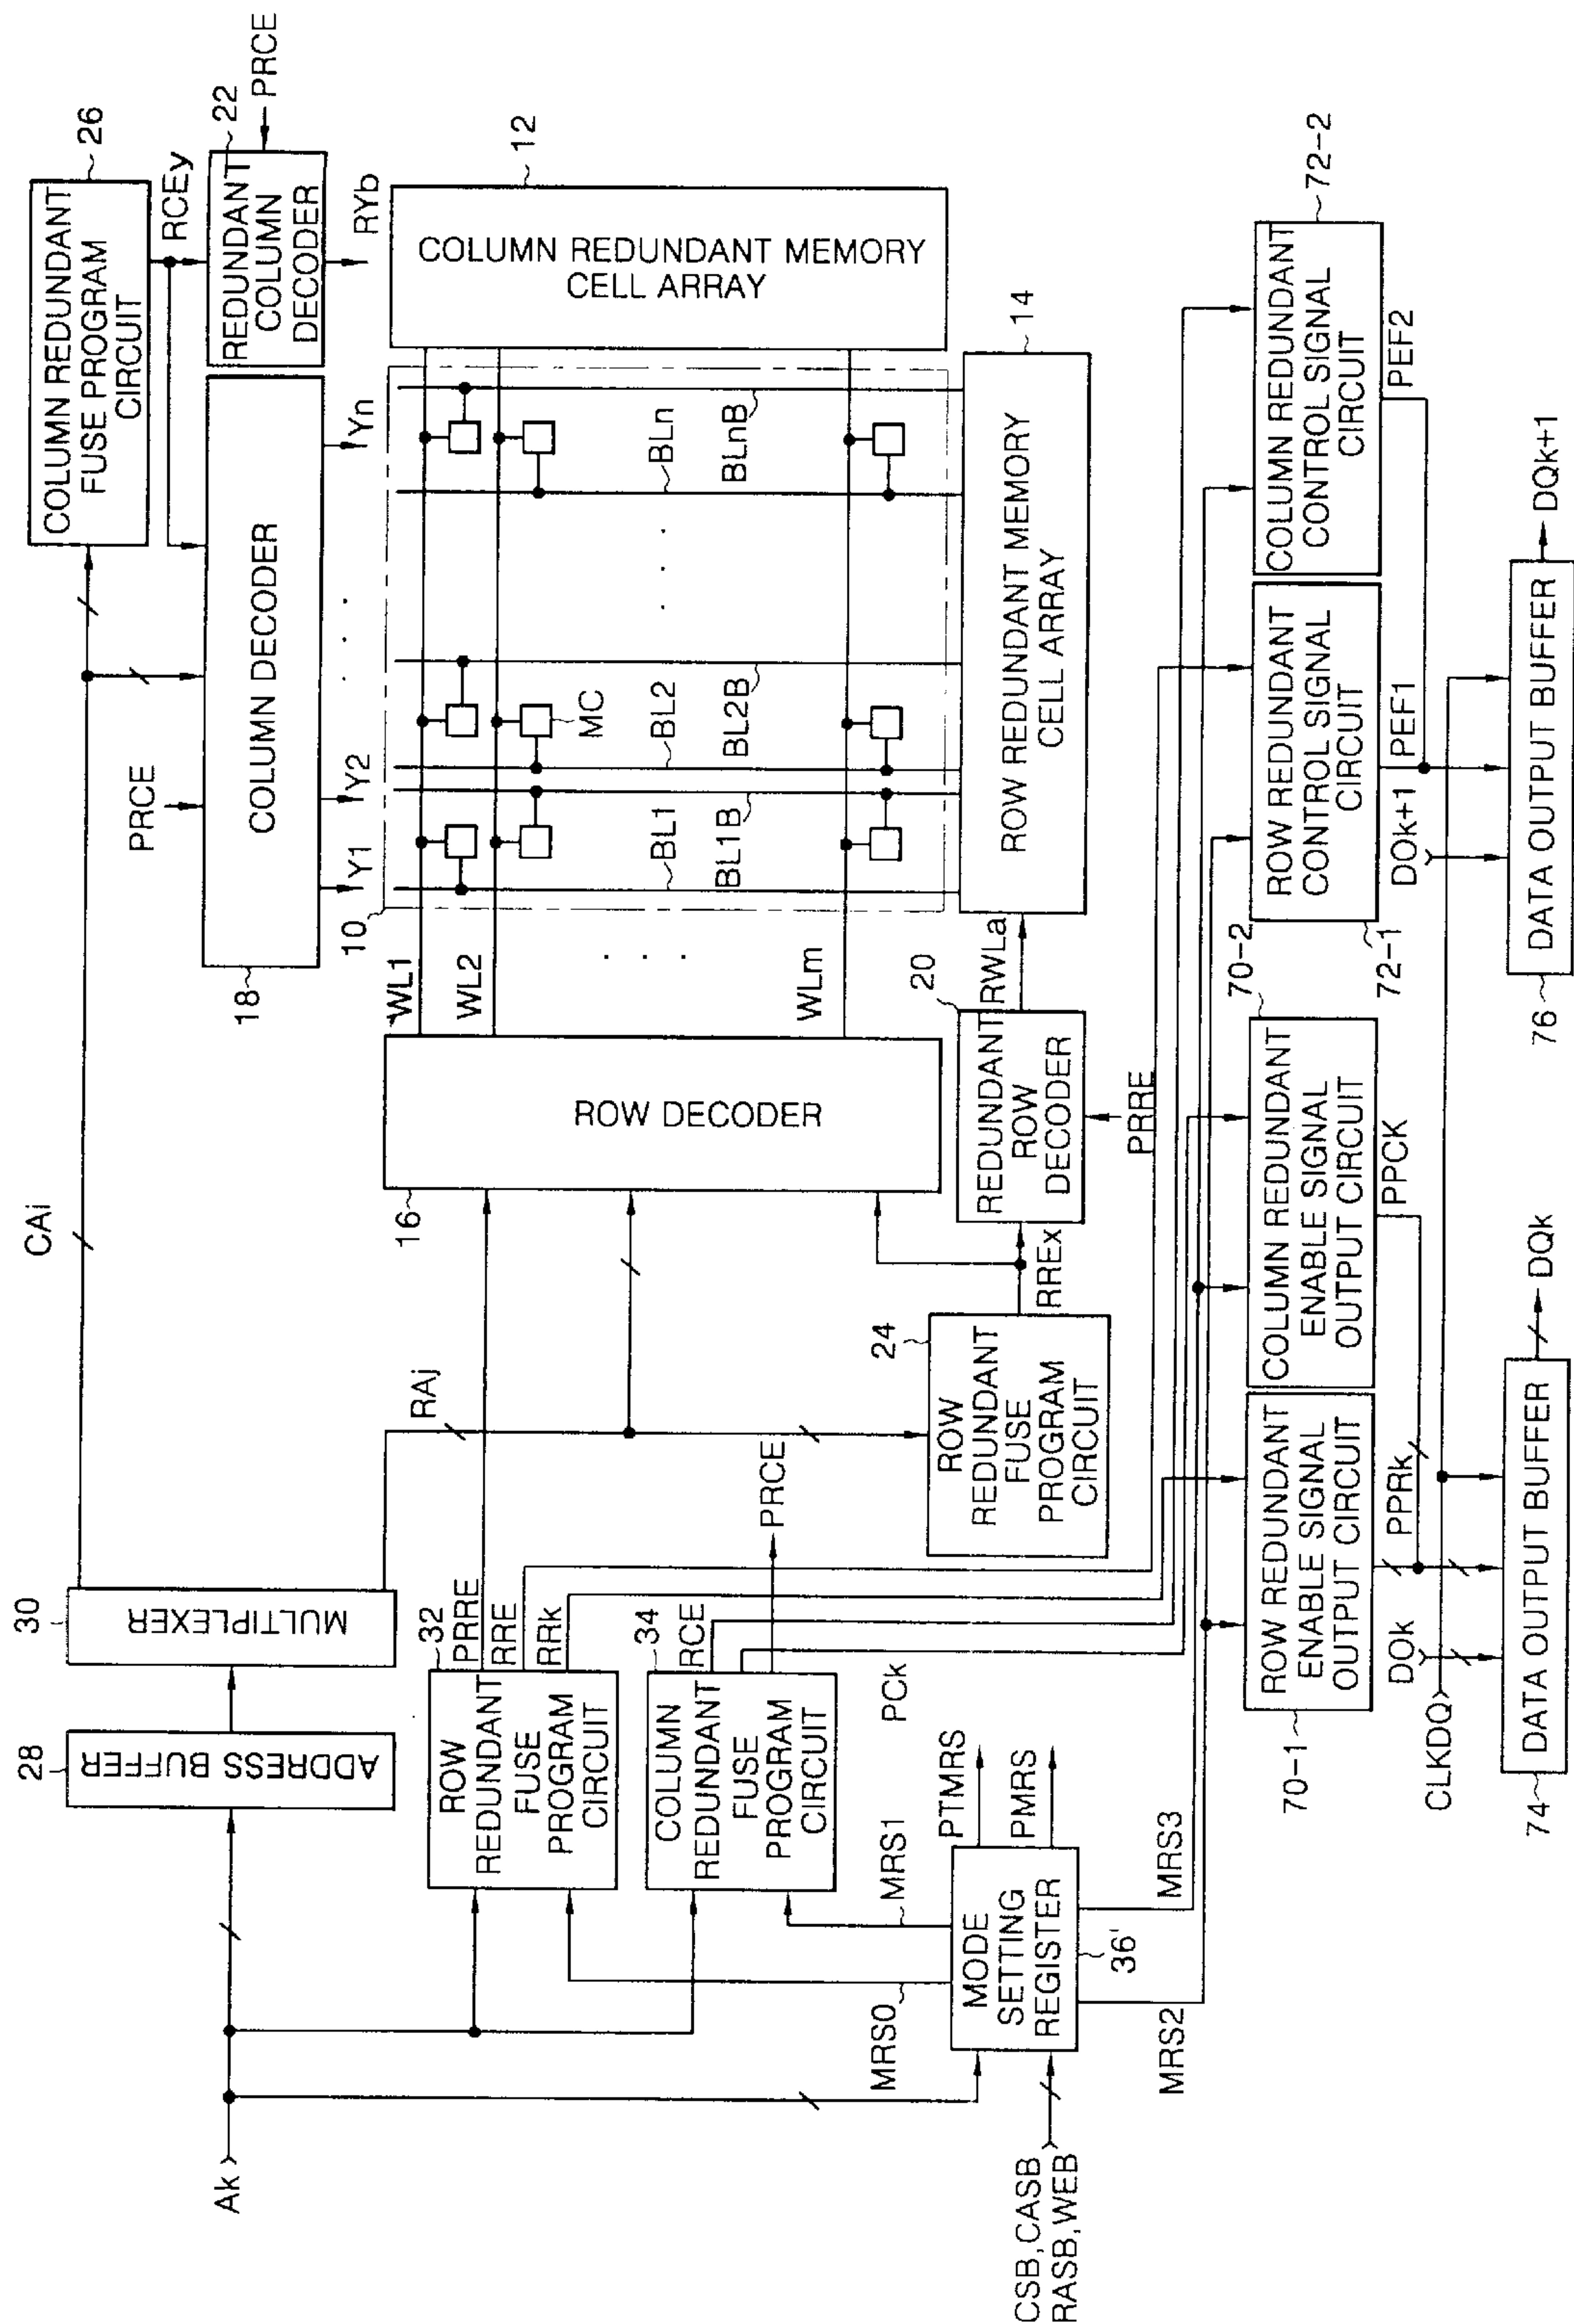 Ak
28
ADDRESS BUFFER
30
MULTIPLEXER
CAi
RAj
PRCE
18
COLUMN DECODER
Y1
Y2
. . .
Yn
26
COLUMN REDUNDANT
FUSE PROGRAM
CIRCUIT
RCEy
22
REDUNDANT
COLUMN
DECODER
PRCE
RYb
12
COLUMN REDUNDANT MEMORY
CELL ARRAY
10
WL1
WL2
. . .
WLm
BL1
BL1B
BL2
BL2B
MC
. . .
BLn
BLnB
16
ROW DECODER
14
ROW REDUNDANT MEMORY
CELL ARRAY
20
RWLa
REDUNDANT
ROW
DECODER
PRRE
RREx
24
ROW
REDUNDANT
FUSE
PROGRAM
CIRCUIT
32
PRRE
RRE
RRk
ROW
REDUNDANT
FUSE
PROGRAM
CIRCUIT
34
RCE
PRCE
PCk
COLUMN
REDUNDANT
FUSE
PROGRAM
CIRCUIT
MRS0
MRS1
PTMRS
PMRS
MODE
SETTING
REGISTER
36'
CSB,CASB
RASB,WEB
MRS2
MRS3
70-1
ROW REDUNDANT
ENABLE SIGNAL
OUTPUT CIRCUIT
70-2
COLUMN REDUNDANT
ENABLE SIGNAL
OUTPUT CIRCUIT
72-1
ROW REDUNDANT
CONTROL SIGNAL
CIRCUIT
72-2
COLUMN REDUNDANT
CONTROL SIGNAL
CIRCUIT
PPRk
PPCK
PEF1
PEF2
DOk
CLKDQ
DOk+1
74
DATA OUTPUT BUFFER
DQk
76
DATA OUTPUT BUFFER
DQk+1